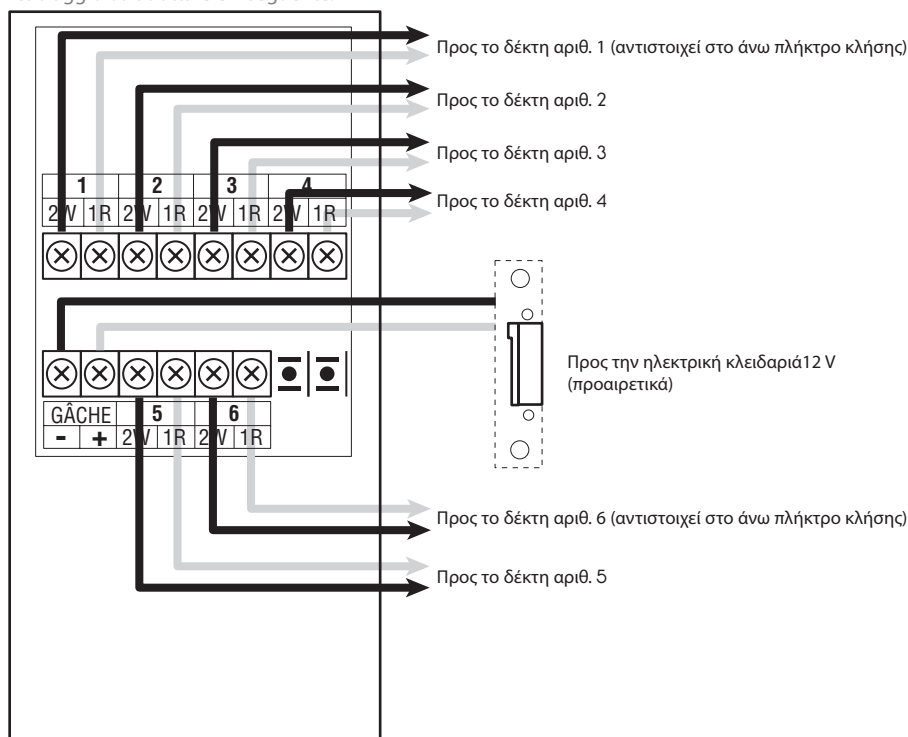 Προς το δέκτη αριθ. 1 (αντιστοιχεί στο άνω πλήκτρο κλήσης)
Προς το δέκτη αριθ. 2
Προς το δέκτη αριθ. 3
1 2 3 4
Προς το δέκτη αριθ. 4
2W 1R 2W 1R 2W 1R 2W 1R
Προς την ηλεκτρική κλειδαριά12 V
(προαιρετικά)
GÂCHE 5 6
- + 2W 1R 2W 1R
Προς το δέκτη αριθ. 6 (αντιστοιχεί στο άνω πλήκτρο κλήσης)
Προς το δέκτη αριθ. 5